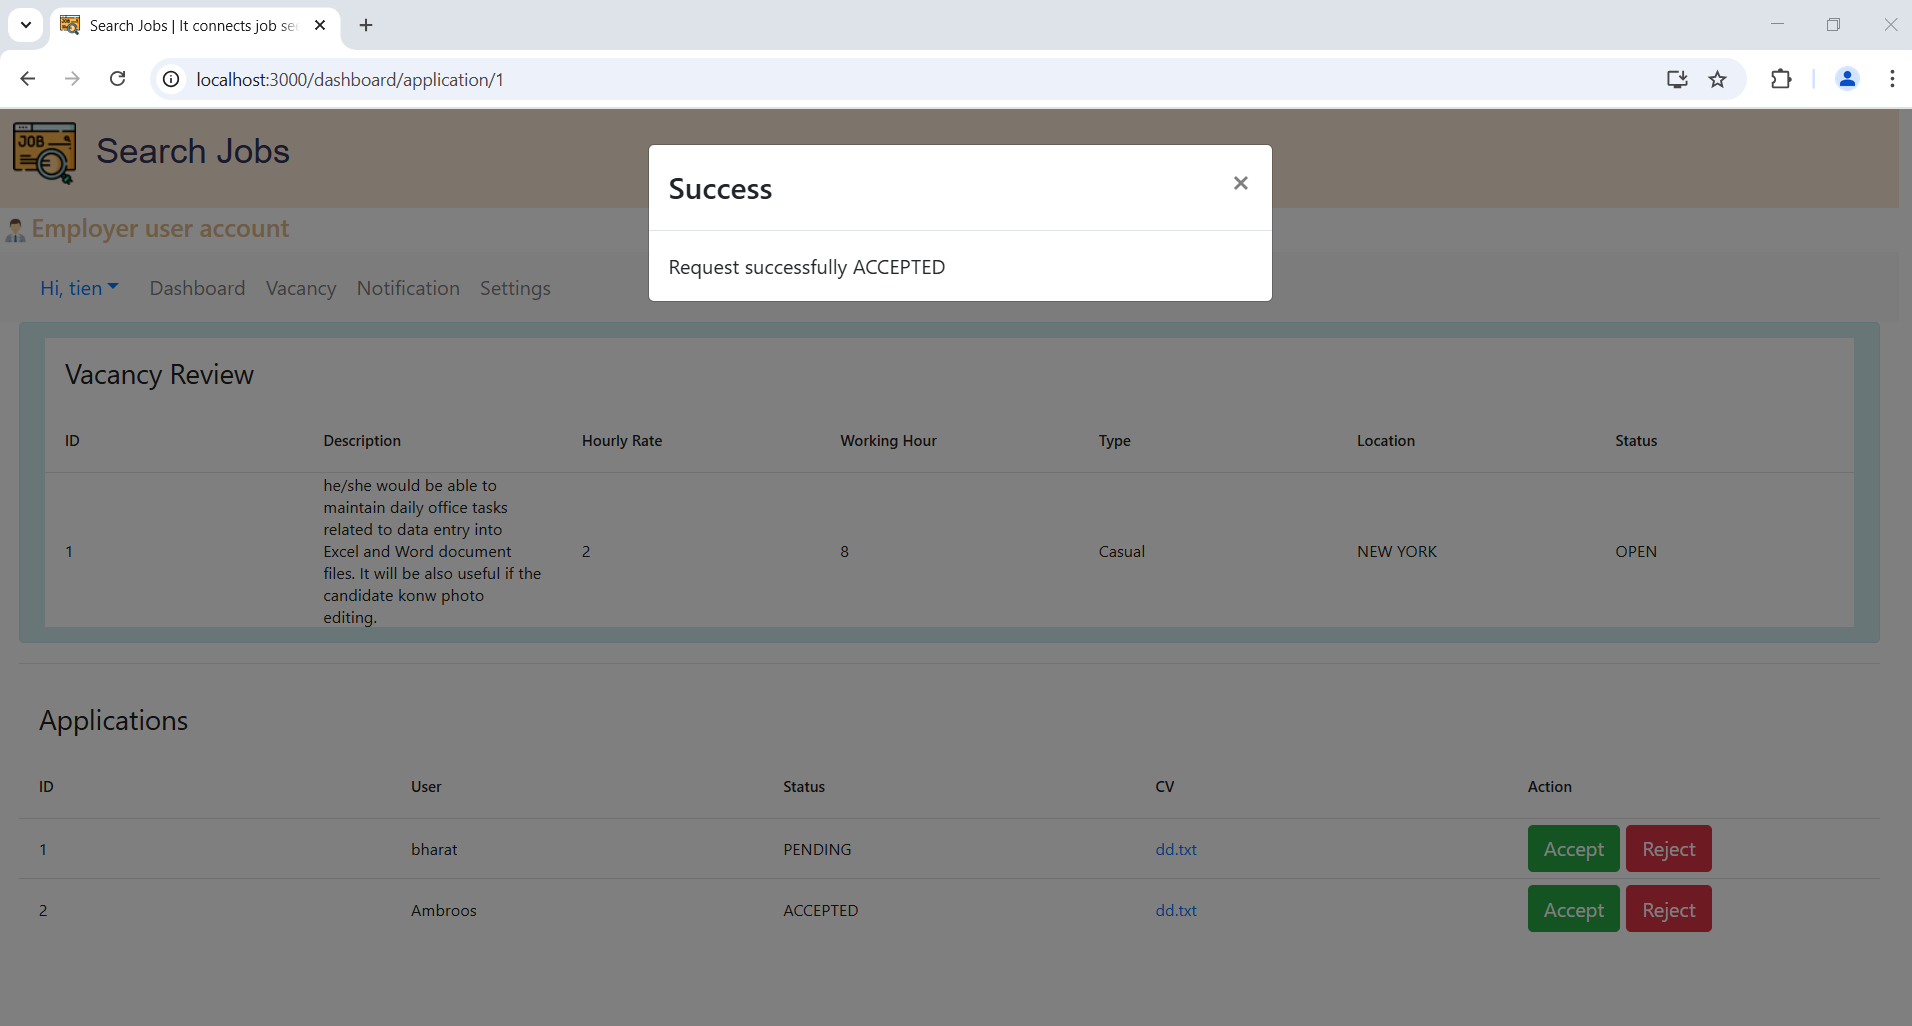 Search Jobs | It connects job see
localhost:3000/dashboard/application/1
JOB
Search Jobs
Success ×
Employer user account
Request successfully ACCEPTED
Hi, tien Dashboard Vacancy Notification Settings
Vacancy Review
ID Description Hourly Rate Working Hour Type Location Status
he/she would be able to
maintain daily office tasks
related to data entry into
1 Excel and Word document 2 8 Casual NEW YORK OPEN
files. It will be also useful if the
candidate konw photo
editing.
Applications
ID User Status CV Action
1 bharat PENDING dd.txt Accept Reject
2 Ambroos ACCEPTED dd.txt Accept Reject